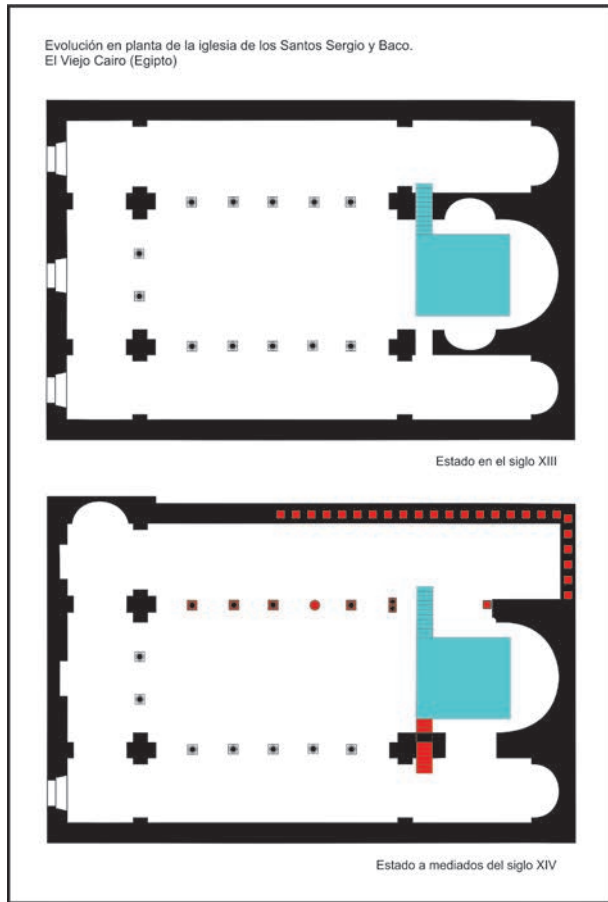 Evolución en planta de la iglesia de los Santos Sergio y Baco.
El Viejo Cairo (Egipto)
Estado en el siglo XIII
Estado a mediados del siglo XIV